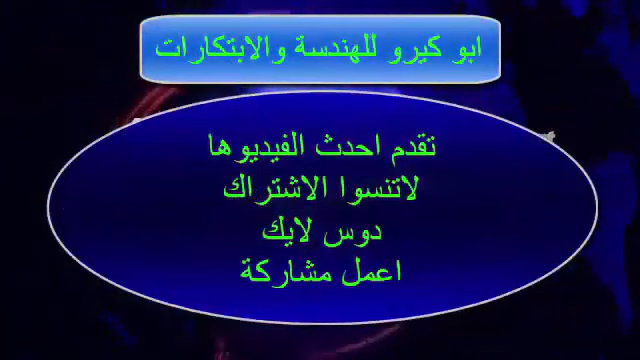 ابو كيرو للهندسة والابتكارات
تقدم احدث الفيديوها
لاتنسوا الاشتراك
دوس لايك
اعمل مشاركة